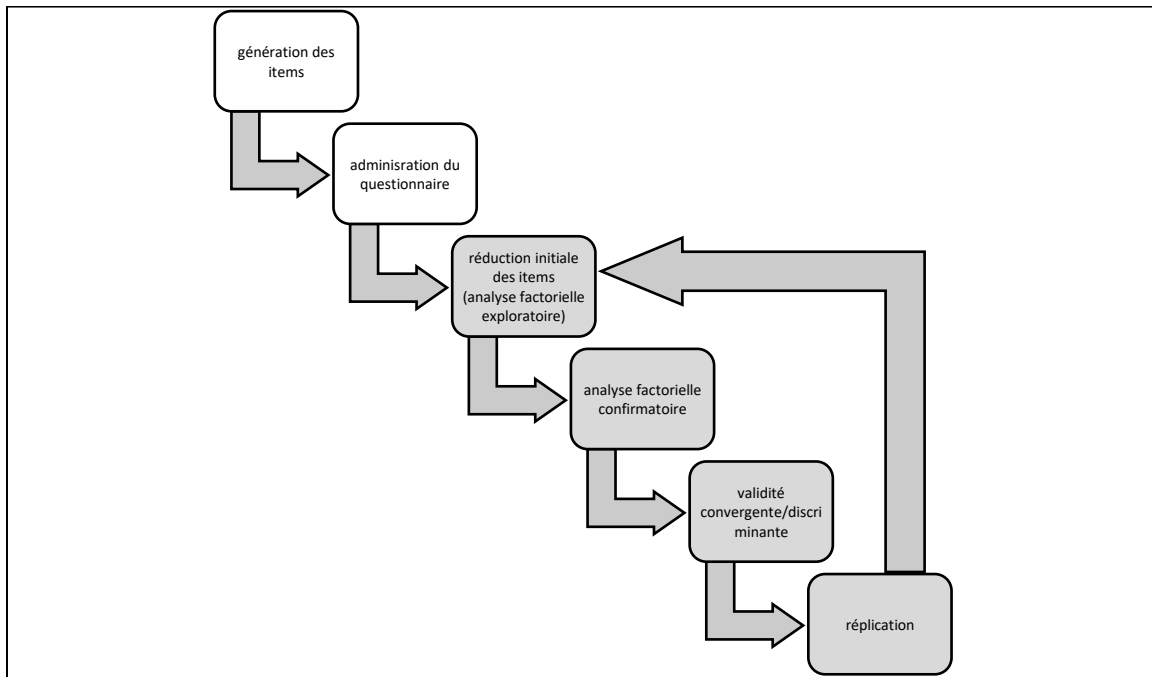 génération des
items
adminisration du
questionnaire
réduction initiale
des items
(analyse factorielle
exploratoire)
analyse factorielle
confirmatoire
validité
convergente/discri
minante
réplication